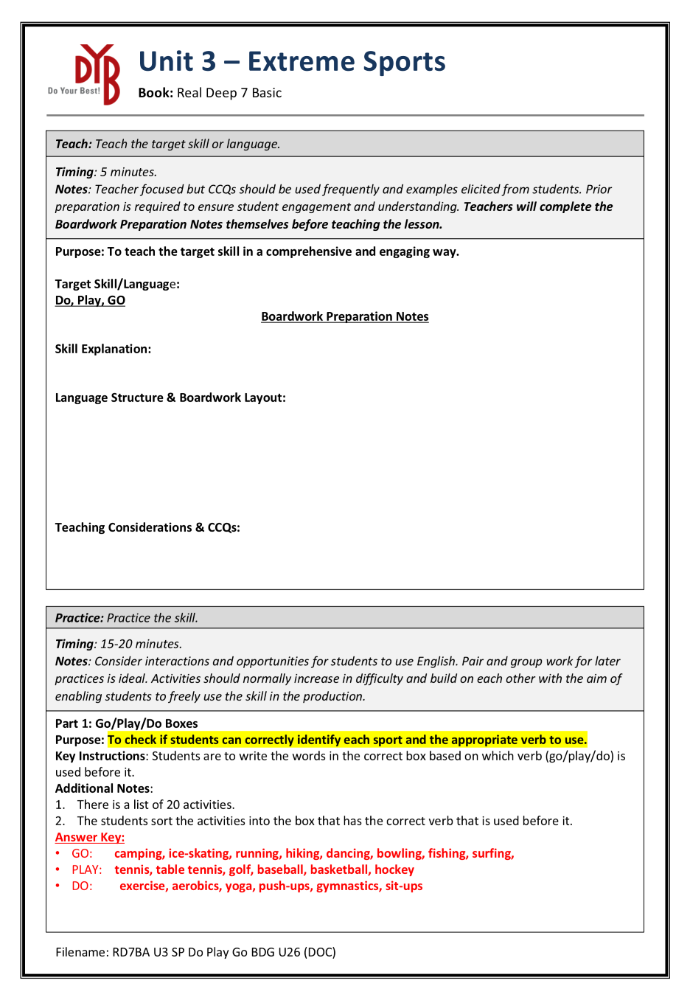 DYB
Do Your Best!
Unit 3 – Extreme Sports
Book: Real Deep 7 Basic
Teach: Teach the target skill or language.
Timing: 5 minutes.
Notes: Teacher focused but CCQs should be used frequently and examples elicited from students. Prior
preparation is required to ensure student engagement and understanding. Teachers will complete the
Boardwork Preparation Notes themselves before teaching the lesson.
Purpose: To teach the target skill in a comprehensive and engaging way.
Target Skill/Language:
Do, Play, GO
Boardwork Preparation Notes
Skill Explanation:
Language Structure & Boardwork Layout:
Teaching Considerations & CCQs:
Practice: Practice the skill.
Timing: 15-20 minutes.
Notes: Consider interactions and opportunities for students to use English. Pair and group work for later
practices is ideal. Activities should normally increase in difficulty and build on each other with the aim of
enabling students to freely use the skill in the production.
Part 1: Go/Play/Do Boxes
Purpose: To check if students can correctly identify each sport and the appropriate verb to use.
Key Instructions: Students are to write the words in the correct box based on which verb (go/play/do) is
used before it.
Additional Notes:
1. There is a list of 20 activities.
2. The students sort the activities into the box that has the correct verb that is used before it.
Answer Key:
• GO: camping, ice-skating, running, hiking, dancing, bowling, fishing, surfing,
• PLAY: tennis, table tennis, golf, baseball, basketball, hockey
• DO: exercise, aerobics, yoga, push-ups, gymnastics, sit-ups
Filename: RD7BA U3 SP Do Play Go BDG U26 (DOC)